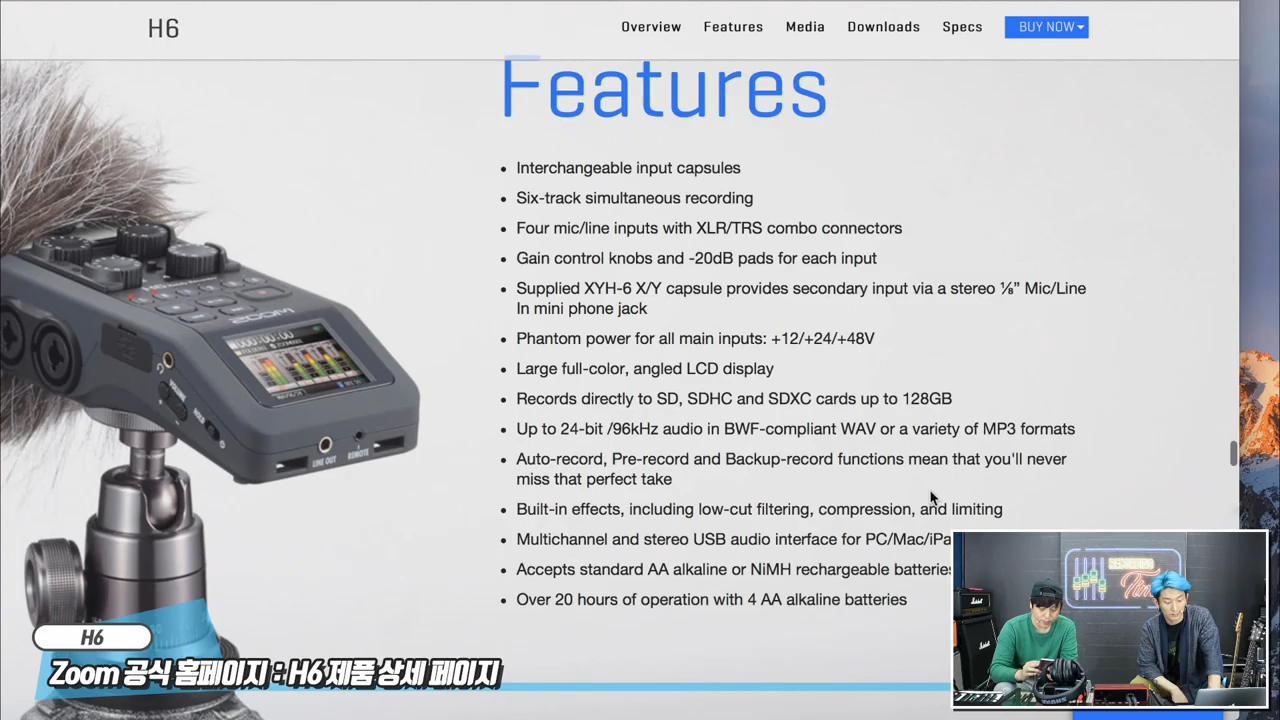 H6
Overview Features Media Downloads Specs BUY NOW
Features
Interchangeable input capsules
Six-track simultaneous recording
Four mic/line inputs with XLR/TRS combo connectors
Gain control knobs and -20dB pads for each input
Supplied XYH-6 X/Y capsule provides secondary input via a stereo ⅛” Mic/Line
In mini phone jack
Phantom power for all main inputs: +12/+24/+48V
Large full-color, angled LCD display
Records directly to SD, SDHC and SDXC cards up to 128GB
Up to 24-bit /96kHz audio in BWF-compliant WAV or a variety of MP3 formats
Auto-record, Pre-record and Backup-record functions mean that you'll never
miss that perfect take
Built-in effects, including low-cut filtering, compression, and limiting
Multichannel and stereo USB audio interface for PC/Mac/iPa
Accepts standard AA alkaline or NiMH rechargeable batteries
Over 20 hours of operation with 4 AA alkaline batteries
ZOOM
000:00:00
VOLUME
HOLD
LINE OUT
REMOTE
Marshall
Time
H6
Zoom 공식 홈페이지 : H6 제품 상세 페이지